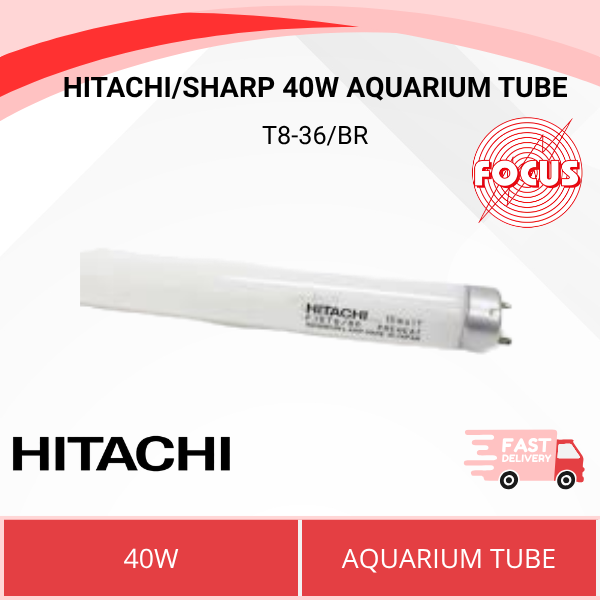 HITACHI/SHARP 40W AQUARIUM TUBE
T8-36/BR
FOCUS
HITACHI
HITACHI
FAST
DELIVERY
40W
AQUARIUM TUBE